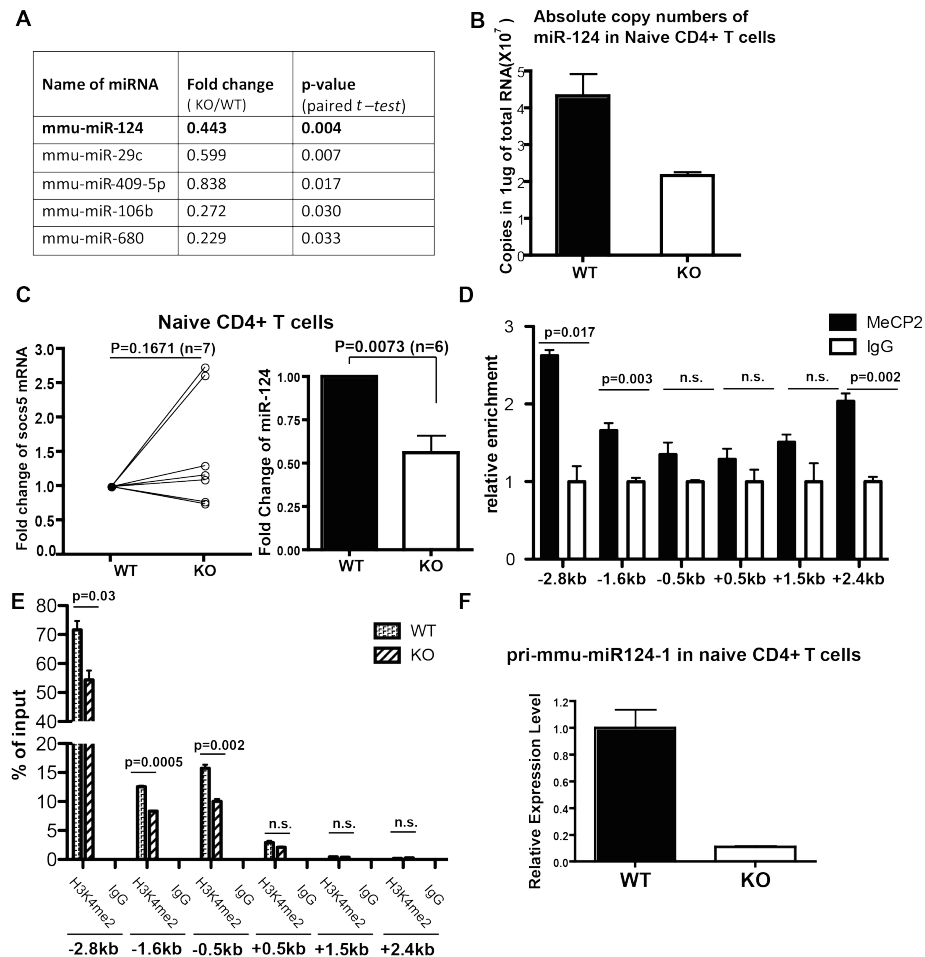 A
Name of miRNA Fold change p-value
( KO/WT) (paired t –test)
mmu-miR-124 0.443 0.004
mmu-miR-29c 0.599 0.007
mmu-miR-409-5p 0.838 0.017
mmu-miR-106b 0.272 0.030
mmu-miR-680 0.229 0.033
B
Absolute copy numbers of
miR-124 in Naive CD4+ T cells
Copies in 1ug of total RNA(X10⁷)
5
4
3
2
1
0
WT KO
C
Naive CD4+ T cells
P=0.1671 (n=7)
Fold change of socs5 mRNA
3.0
2.5
2.0
1.5
1.0
0.5
0.0
WT KO
P=0.0073 (n=6)
Fold Change of miR-124
1.00
0.75
0.50
0.25
0.00
WT KO
D
MeCP2
IgG
relative enrichment
3
2
1
0
p=0.017
p=0.003
n.s.
n.s.
n.s.
p=0.002
-2.8kb -1.6kb -0.5kb +0.5kb +1.5kb +2.4kb
E
WT
KO
% of input
80
70
60
50
40
20
15
10
5
0
p=0.03
p=0.0005
p=0.002
n.s.
n.s.
n.s.
H3K4me2 IgG H3K4me2 IgG H3K4me2 IgG H3K4me2 IgG H3K4me2 IgG H3K4me2 IgG
-2.8kb -1.6kb -0.5kb +0.5kb +1.5kb +2.4kb
F
pri-mmu-miR124-1 in naive CD4+ T cells
Relative Expression Level
1.2
1.0
0.8
0.6
0.4
0.2
0.0
WT KO